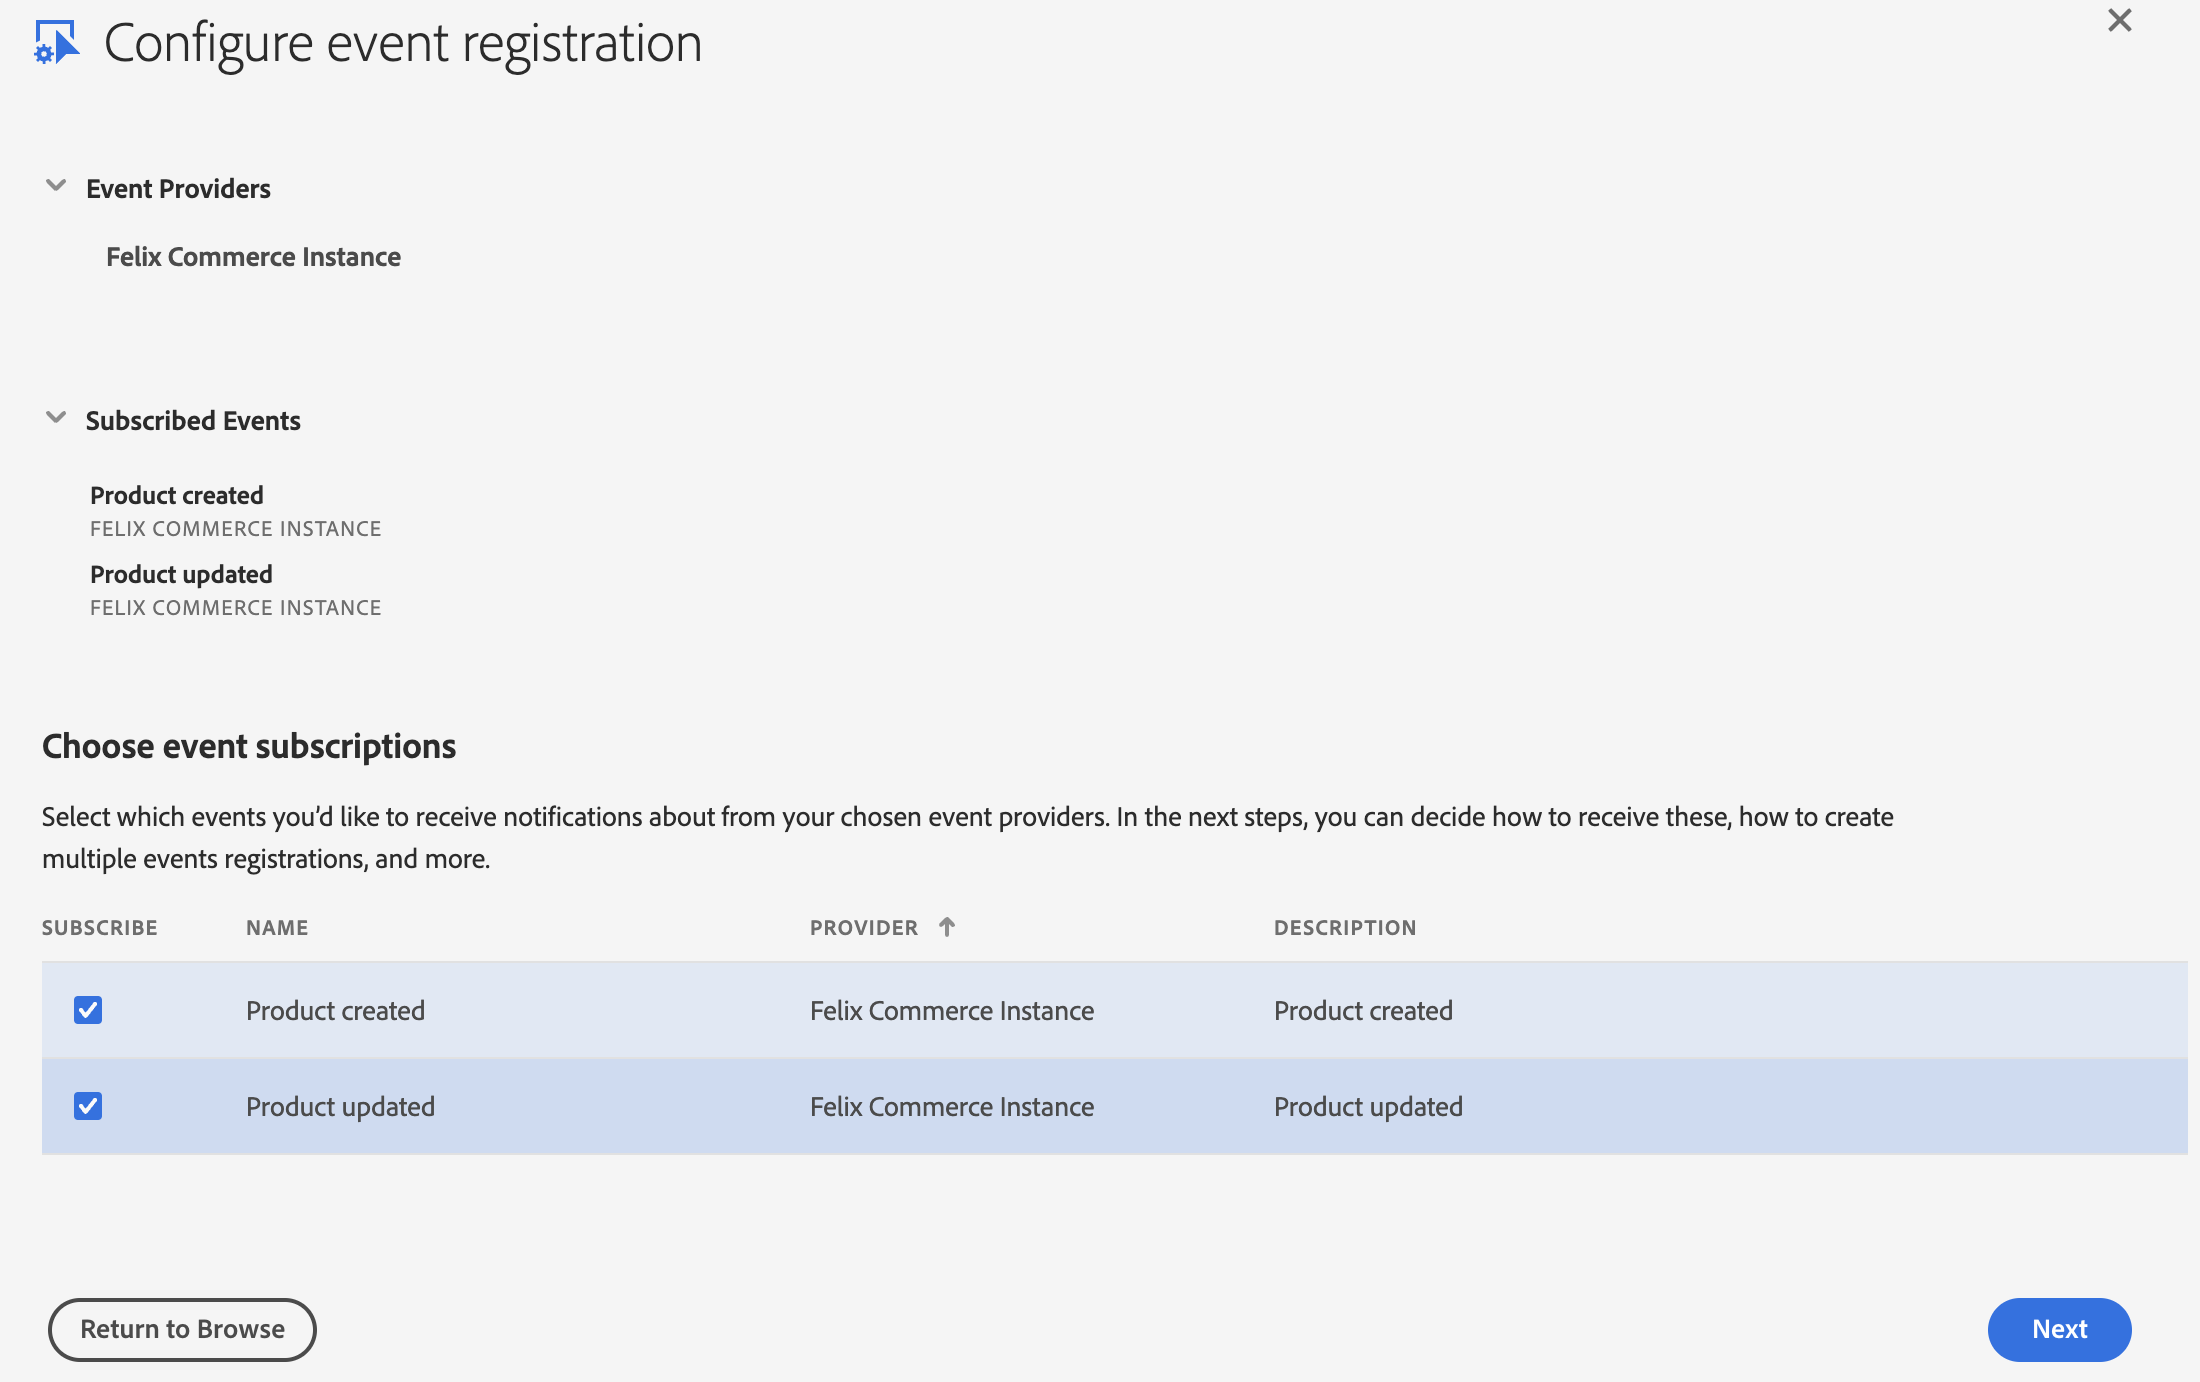 Configure event registration
Event Providers
Felix Commerce Instance
Subscribed Events
Product created
FELIX COMMERCE INSTANCE
Product updated
FELIX COMMERCE INSTANCE
Choose event subscriptions
Select which events you’d like to receive notifications about from your chosen event providers. In the next steps, you can decide how to receive these, how to create
multiple events registrations, and more.
SUBSCRIBE NAME PROVIDER DESCRIPTION
Product created Felix Commerce Instance Product created
Product updated Felix Commerce Instance Product updated
Return to Browse Next